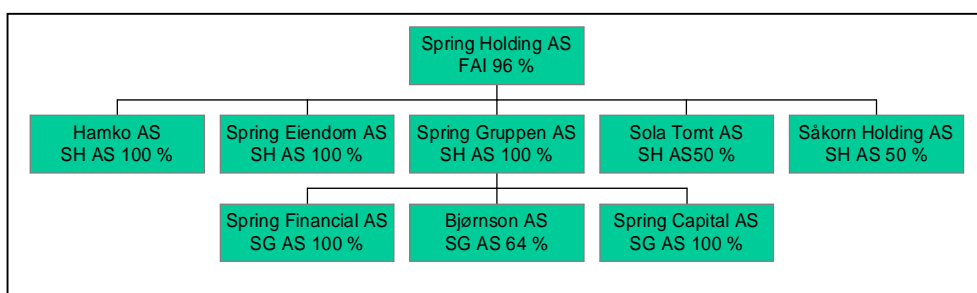 Spring Holding AS
FAI 96 %
Hamko AS
SH AS 100 %
Spring Eiendom AS
SH AS 100 %
Spring Gruppen AS
SH AS 100 %
Sola Tomt AS
SH AS50 %
Såkorn Holding AS
SH AS 50 %
Spring Financial AS
SG AS 100 %
Bjørnson AS
SG AS 64 %
Spring Capital AS
SG AS 100 %